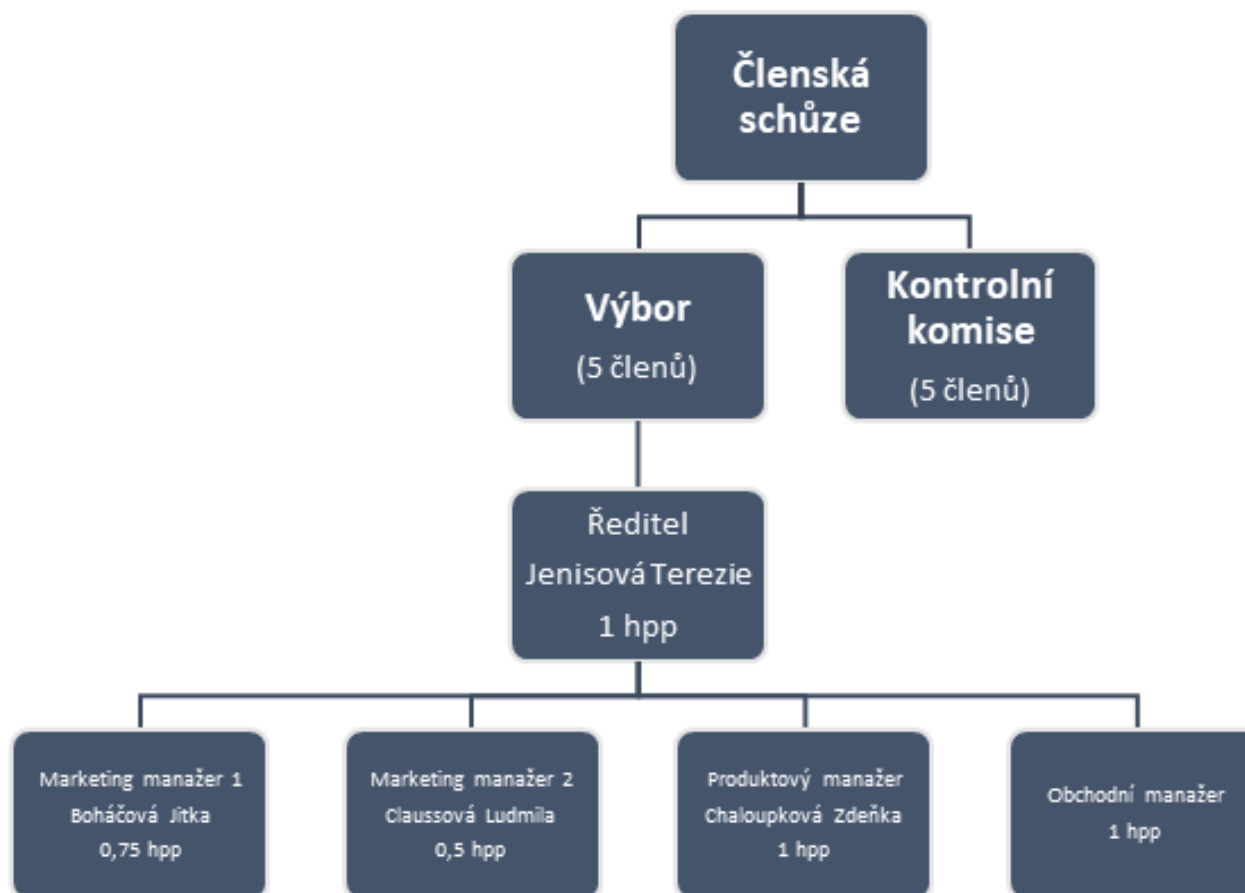 Členská
schůze
Výbor
(5 členů)
Kontrolní
komise
(5 členů)
Ředitel
Jenisová Terezie
1 hpp
Marketing manažer 1
Boháčová Jitka
0,75 hpp
Marketing manažer 2
Claussová Ludmila
0,5 hpp
Produktový manažer
Chaloupková Zdeňka
1 hpp
Obchodní manažer
1 hpp